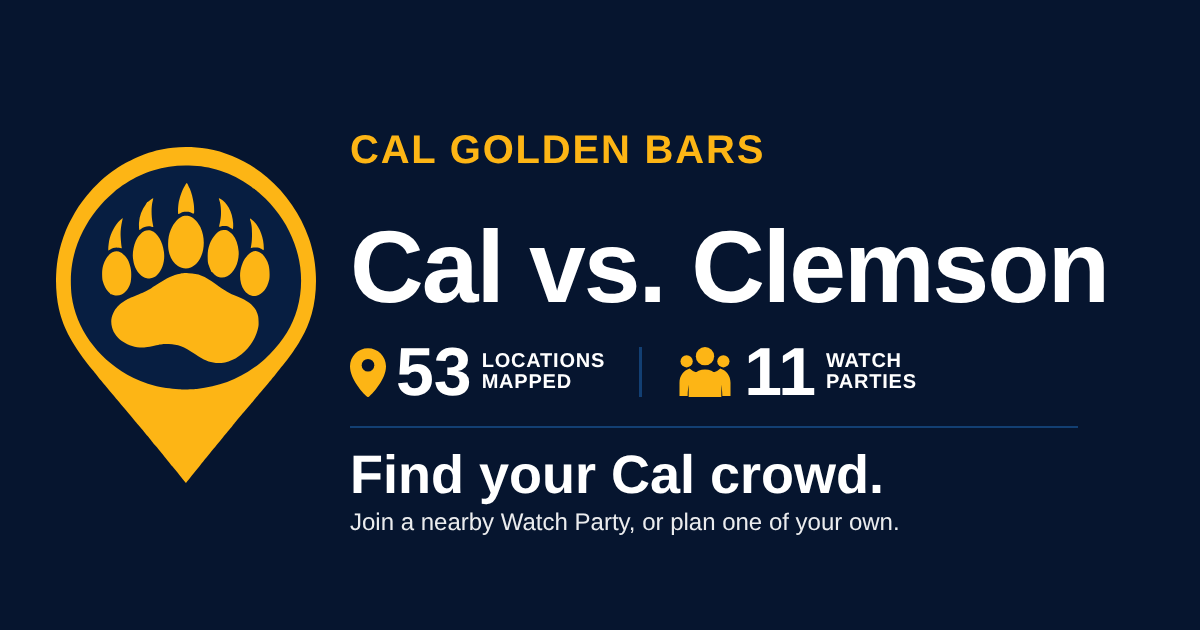 CAL GOLDEN BARS
Cal vs. Clemson
53 LOCATIONS MAPPED
11 WATCH PARTIES
Find your Cal crowd.
Join a nearby Watch Party, or plan one of your own.